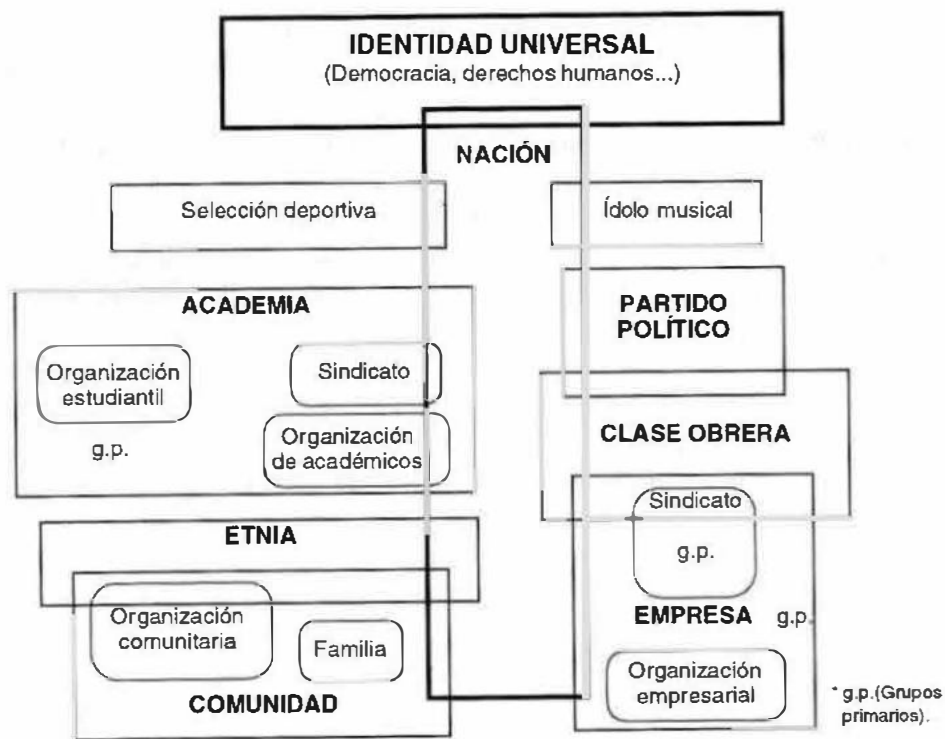 IDENTIDAD UNIVERSAL
(Democracia, derechos humanos...)
NACIÓN
Selección deportiva
Ídolo musical
ACADEMIA
Organización
estudiantil
g.p.
Sindicato
Organización
de académicos
PARTIDO
POLÍTICO
CLASE OBRERA
Sindicato
g.p.
EMPRESA g.p.
Organización
empresarial
ETNIA
Organización
comunitaria
Familia
COMUNIDAD
* g.p.(Grupos
primarios).